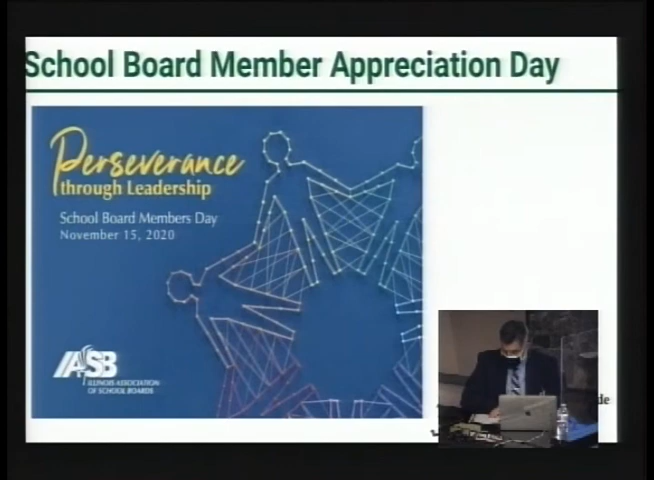 School Board Member Appreciation Day
Perseverance
through Leadership
School Board Members Day
November 15, 2020
IASB
ILLINOIS ASSOCIATION
OF SCHOOL BOARDS
de